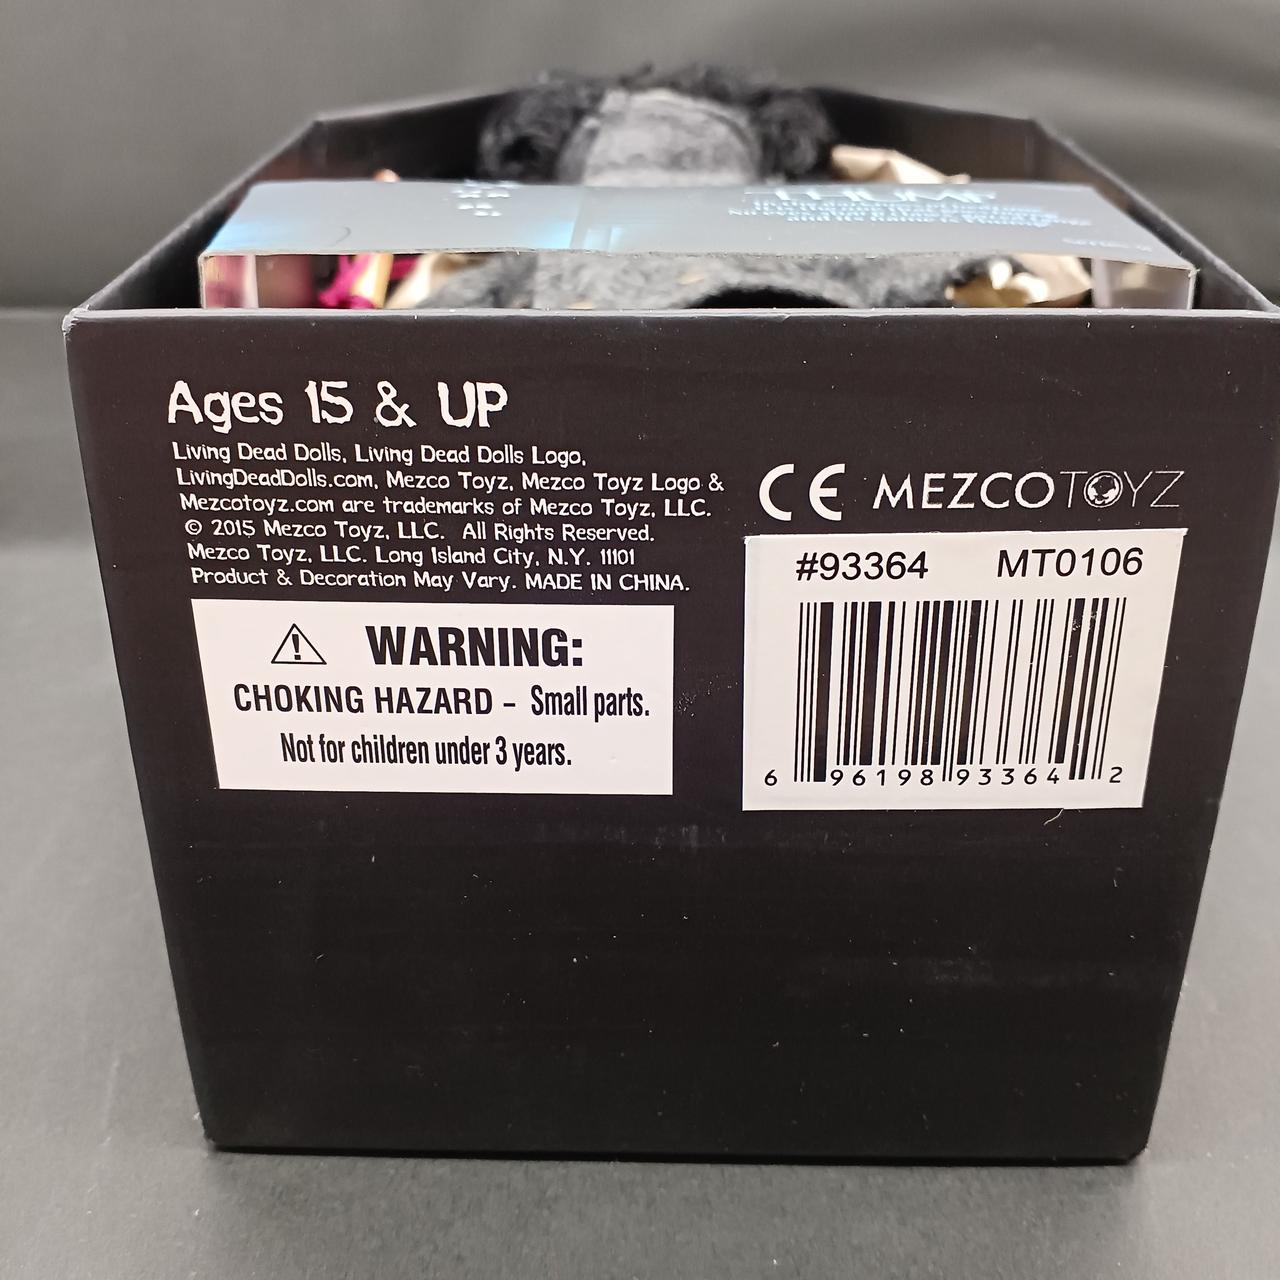 THUMP
Ages 15 & UP
Living Dead Dolls, Living Dead Dolls Logo,
LivingDeadDolls.com, Mezco Toyz, Mezco Toyz Logo &
Mezcotoyz.com are trademarks of Mezco Toyz, LLC.
© 2015 Mezco Toyz, LLC. All Rights Reserved.
Mezco Toyz, LLC. Long Island City, N.Y. 11101
Product & Decoration May Vary. MADE IN CHINA.
WARNING:
CHOKING HAZARD - Small parts.
Not for children under 3 years.
CE MEZCOTOYZ
#93364 MT0106
6 96198 93364 2